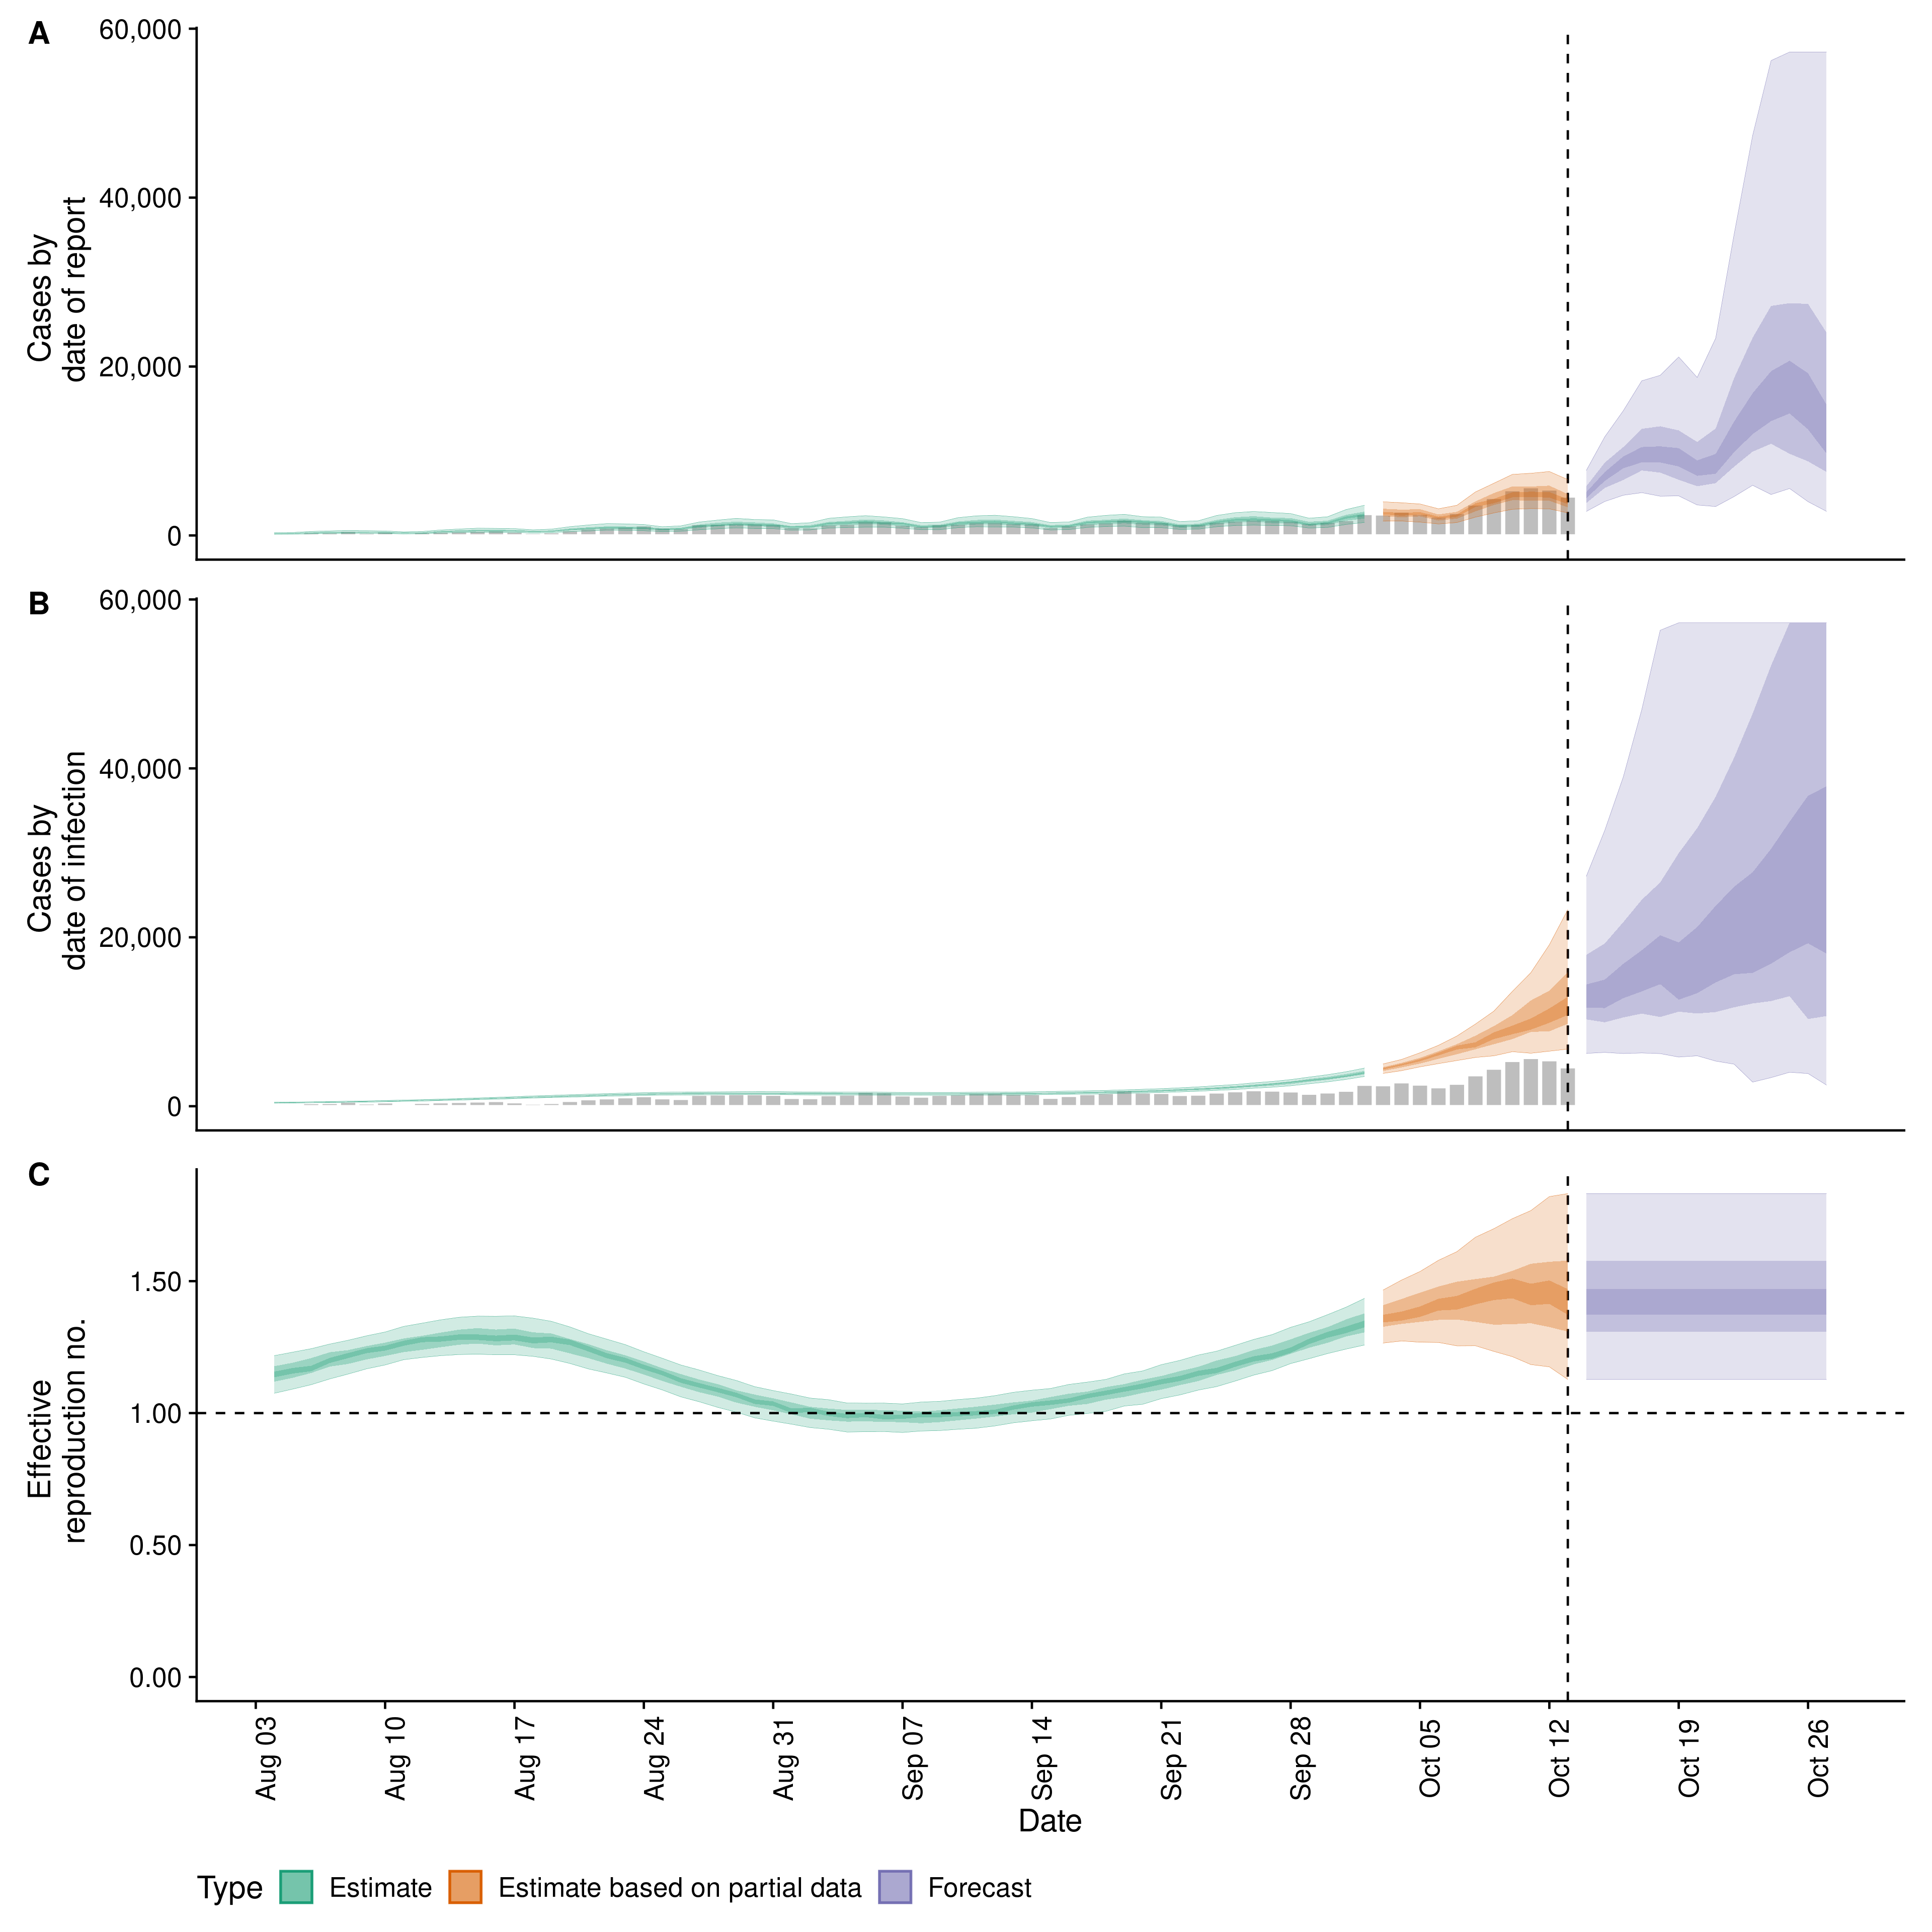 A
60,000
40,000
20,000
0
Cases by
date of report
B
60,000
40,000
20,000
0
Cases by
date of infection
C
1.50
1.00
0.50
0.00
Effective
reproduction no.
Aug 03
Aug 10
Aug 17
Aug 24
Aug 31
Sep 07
Sep 14
Sep 21
Sep 28
Oct 05
Oct 12
Oct 19
Oct 26
Date
Type Estimate Estimate based on partial data Forecast